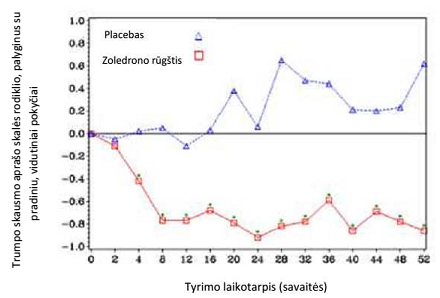 Trumpo skausmo aprašo skalės rodiklio, palyginus su
pradiniu, vidutiniai pokyčiai
1.0
0.8
0.6
0.4
0.2
0.0
−0.2
−0.4
−0.6
−0.8
−1.0
Placebas
Zoledrono rūgštis
0 2 4 8 12 16 20 24 28 32 36 40 44 48 52
Tyrimo laikotarpis (savaitės)